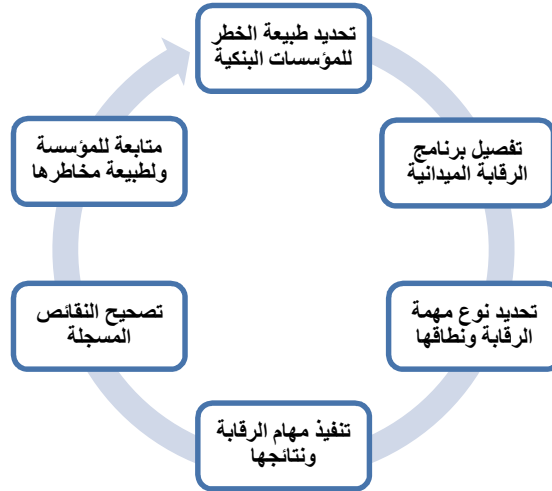 تحديد طبيعة الخطر
للمؤسسات البنكية
تفصيل برنامج
الرقابة الميدانية
تحديد نوع مهمة
الرقابة ونطاقها
تنفيذ مهام الرقابة
ونتائجها
تصحيح النقائص
المسجلة
متابعة للمؤسسة
ولطبيعة مخاطرها